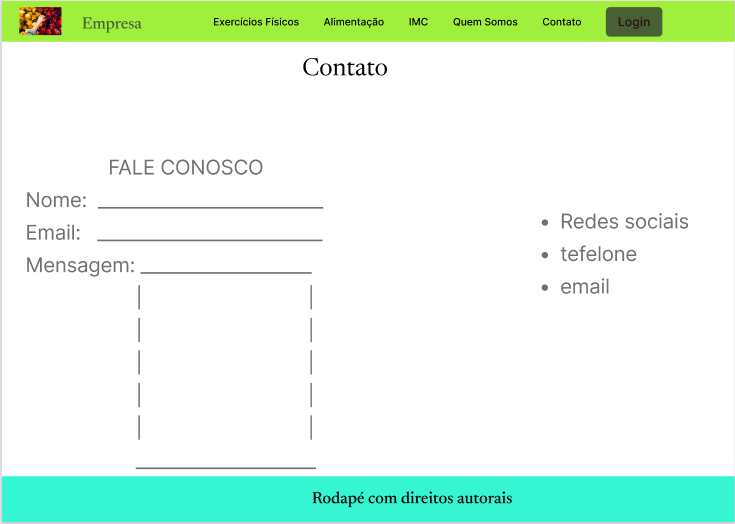 Empresa
Exercícios Físicos
Alimentação
IMC
Quem Somos
Contato
Login
Contato
FALE CONOSCO
Nome:
Email:
Mensagem:
Redes sociais
tefelone
email
Rodapé com direitos autorais